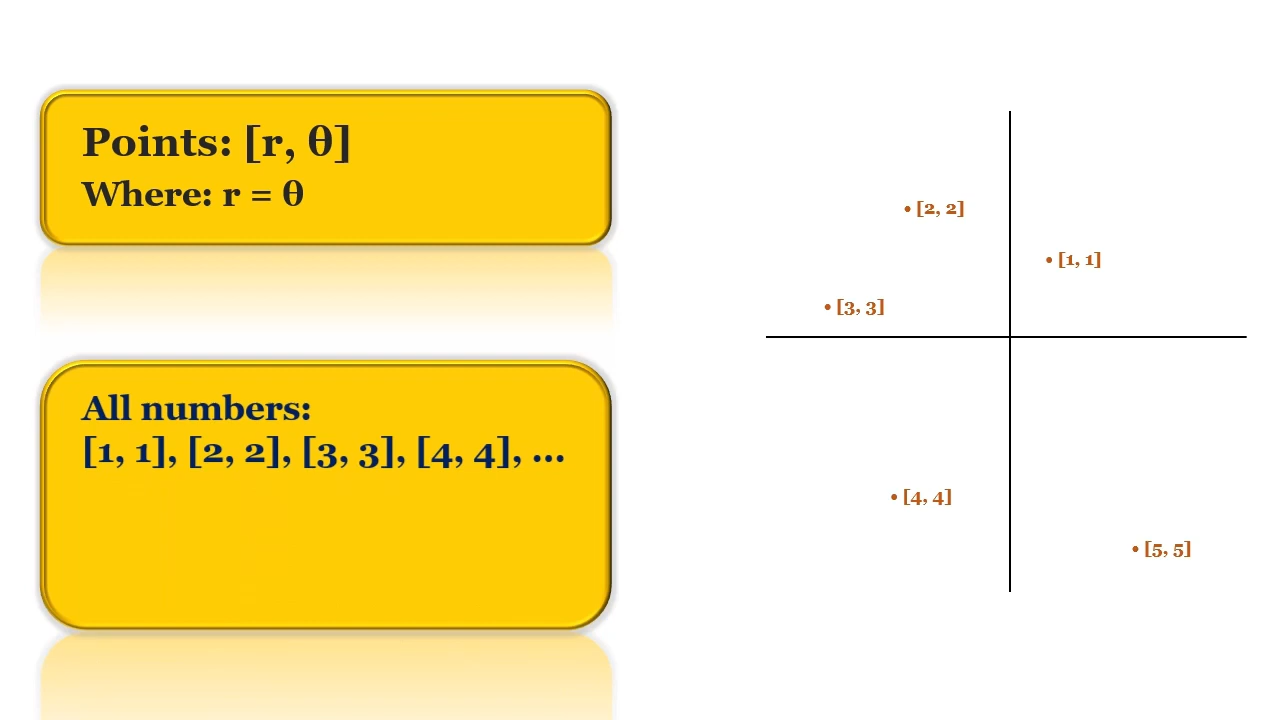 Points: [r, θ]
Where: r = θ
All numbers:
[1, 1], [2, 2], [3, 3], [4, 4], ...
• [2, 2]
• [1, 1]
• [3, 3]
• [4, 4]
• [5, 5]